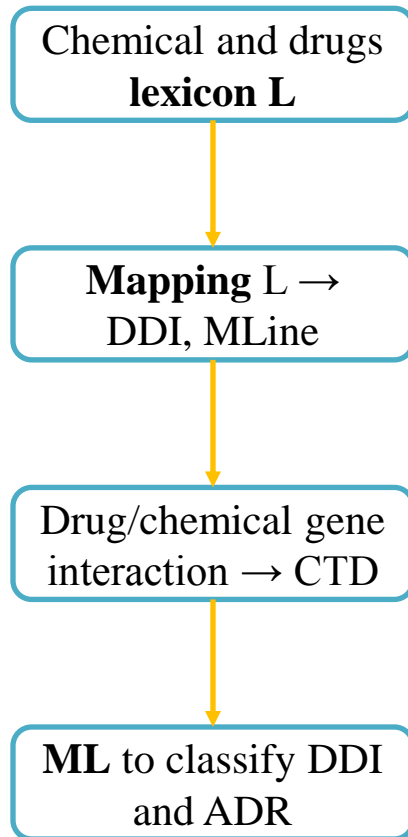 Chemical and drugs
lexicon L
Mapping L →
DDI, MLine
Drug/chemical gene
interaction → CTD
ML to classify DDI
and ADR